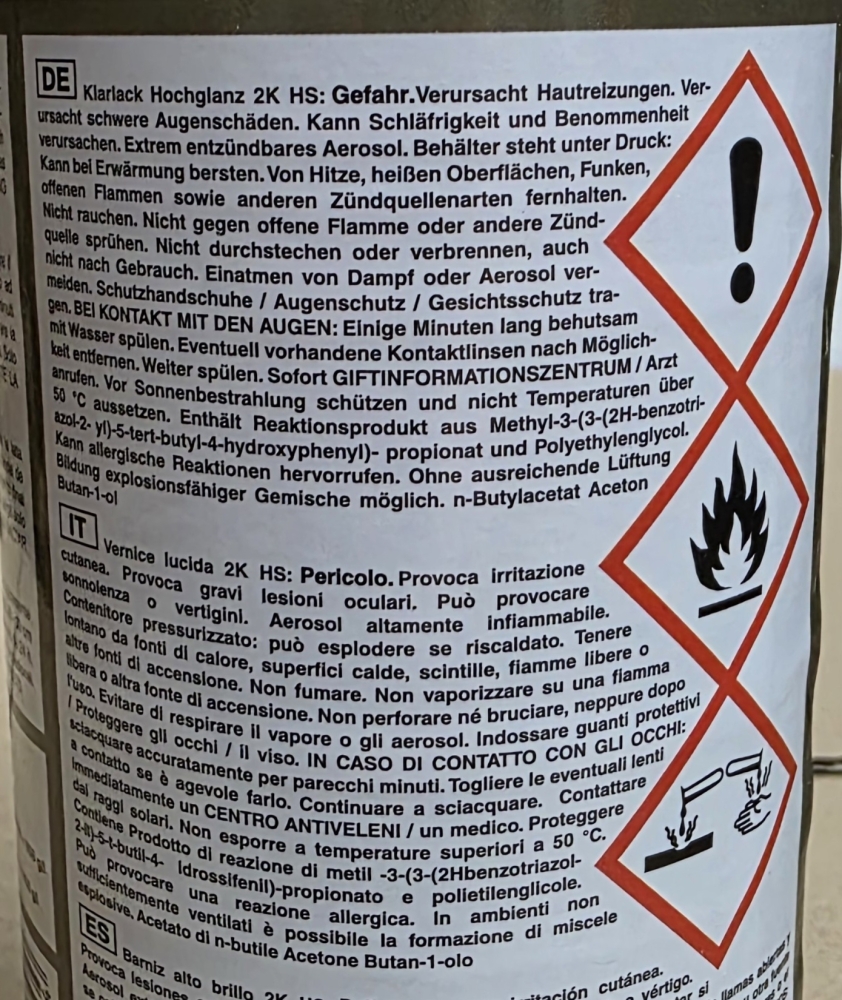 DE Klarlack Hochglanz 2K HS: Gefahr.Verursacht Hautreizungen. Ver-
ursacht schwere Augenschäden. Kann Schläfrigkeit und Benommenheit
verursachen. Extrem entzündbares Aerosol. Behälter steht unter Druck:
Kann bei Erwärmung bersten. Von Hitze, heißen Oberflächen, Funken,
offenen Flammen sowie anderen Zündquellenarten fernhalten.
Nicht rauchen. Nicht gegen offene Flamme oder andere Zünd-
quelle sprühen. Nicht durchstechen oder verbrennen, auch
nicht nach Gebrauch. Einatmen von Dampf oder Aerosol ver-
meiden. Schutzhandschuhe / Augenschutz / Gesichtsschutz tra-
gen. BEI KONTAKT MIT DEN AUGEN: Einige Minuten lang behutsam
mit Wasser spülen. Eventuell vorhandene Kontaktlinsen nach Möglich-
keit entfernen. Weiter spülen. Sofort GIFTINFORMATIONSZENTRUM / Arzt
anrufen. Vor Sonnenbestrahlung schützen und nicht Temperaturen über
50 °C aussetzen. Enthält Reaktionsprodukt aus Methyl-3-(3-(2H-benzotri-
azol-2- yl)-5-tert-butyl-4-hydroxyphenyl)- propionat und Polyethylenglycol.
Kann allergische Reaktionen hervorrufen. Ohne ausreichende Lüftung
Bildung explosionsfähiger Gemische möglich. n-Butylacetat Aceton
Butan-1-ol
IT Vernice lucida 2K HS: Pericolo. Provoca irritazione
cutanea. Provoca gravi lesioni oculari. Può provocare
sonnolenza o vertigini. Aerosol altamente infiammabile.
Contenitore pressurizzato: può esplodere se riscaldato. Tenere
lontano da fonti di calore, superfici calde, scintille, fiamme libere o
altre fonti di accensione. Non fumare. Non vaporizzare su una fiamma
libera o altra fonte di accensione. Non perforare né bruciare, neppure dopo
l'uso. Evitare di respirare il vapore o gli aerosol. Indossare guanti protettivi
/ Proteggere gli occhi / il viso. IN CASO DI CONTATTO CON GLI OCCHI:
sciacquare accuratamente per parecchi minuti. Togliere le eventuali lenti
a contatto se è agevole farlo. Continuare a sciacquare. Contattare
immediatamente un CENTRO ANTIVELENI / un medico. Proteggere
dai raggi solari. Non esporre a temperature superiori a 50 °C.
Contiene Prodotto di reazione di metil -3-(3-(2Hbenzotriazol-
2-il)-5-t-butil-4- idrossifenil)-propionato e polietilenglicole.
Può provocare una reazione allergica. In ambienti non
sufficientemente ventilati è possibile la formazione di miscele
esplosive. Acetato di n-butile Acetone Butan-1-olo
ES Barniz alto brillo 2K cutánea.
Provoca lesiones vértigo.
Aerosol si llamas